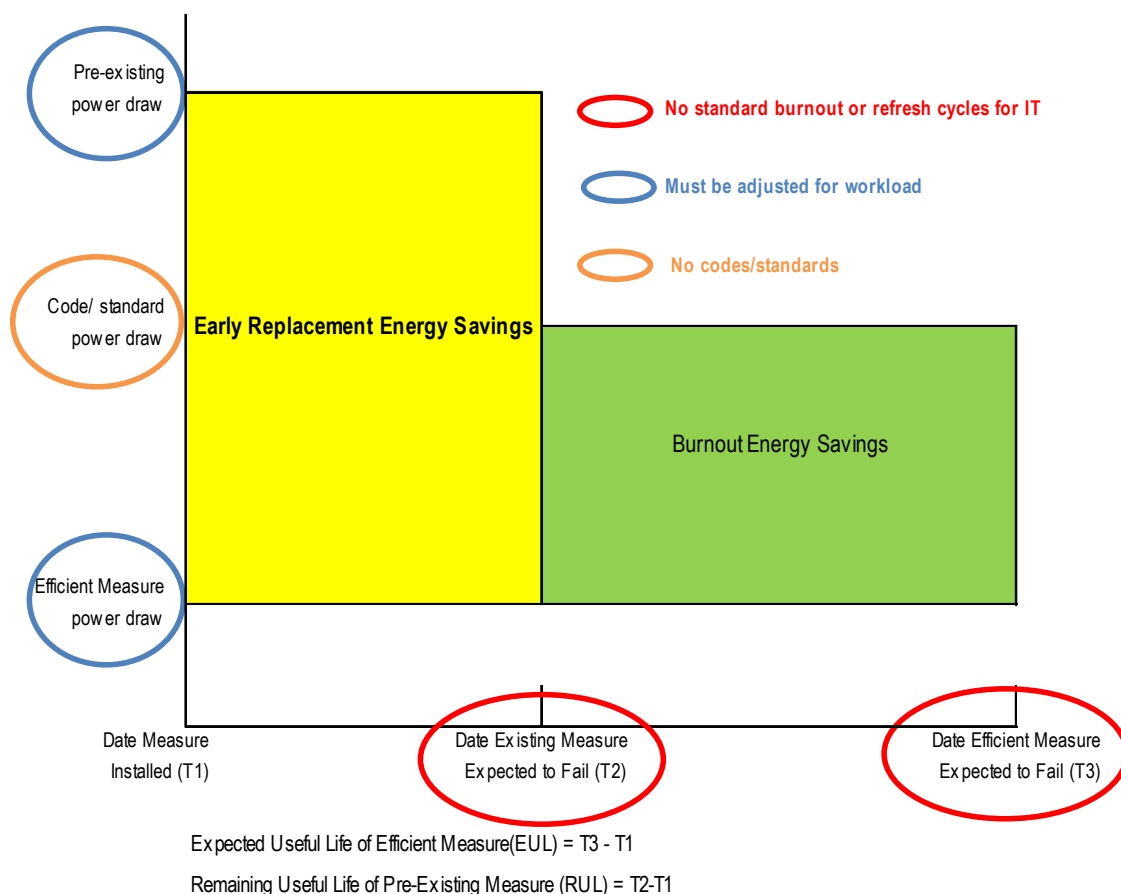 Pre-existing
power draw
No standard burnout or refresh cycles for IT
Must be adjusted for workload
No codes/standards
Code/ standard
power draw
Early Replacement Energy Savings
Burnout Energy Savings
Efficient Measure
power draw
Date Measure
Installed (T1)
Date Existing Measure
Expected to Fail (T2)
Date Efficient Measure
Expected to Fail (T3)
Expected Useful Life of Efficient Measure(EUL) = T3 - T1
Remaining Useful Life of Pre-Existing Measure (RUL) = T2-T1